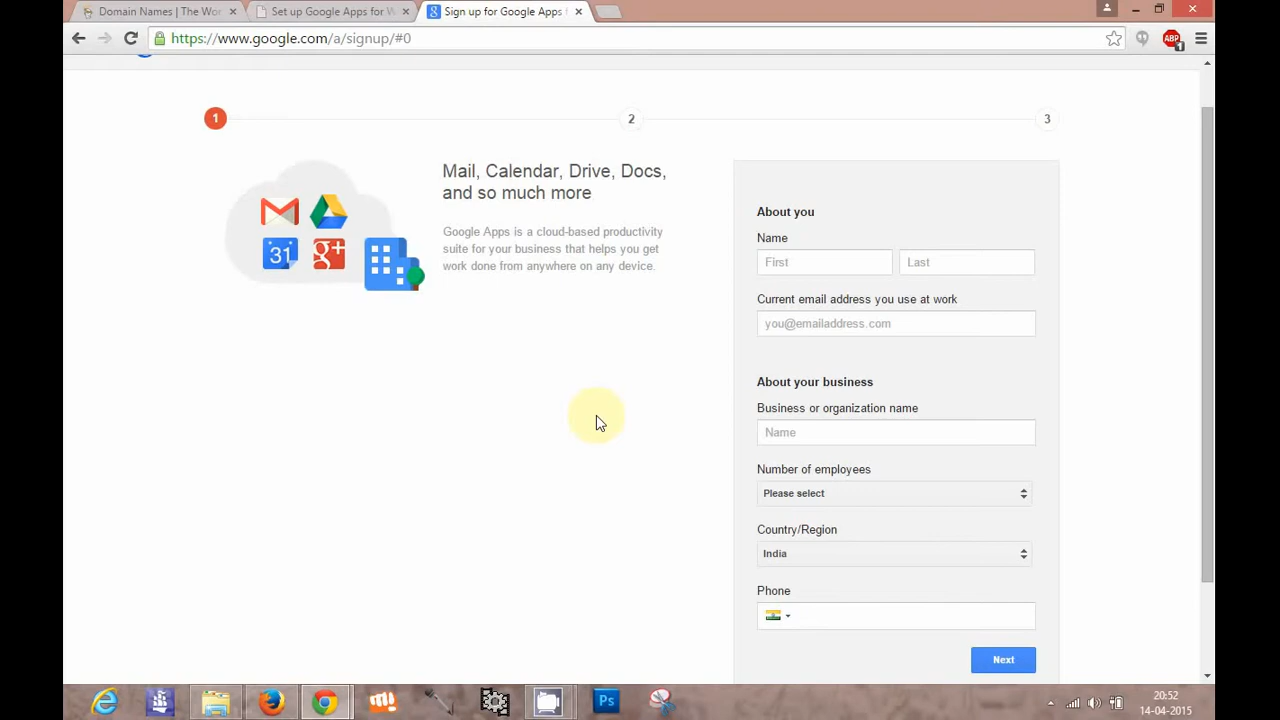 Domain Names | The Wor
Set up Google Apps for W
Sign up for Google Apps
https://www.google.com/a/signup/#0
ABP
1
1
2
3
Mail, Calendar, Drive, Docs,
and so much more
31
g+
Google Apps is a cloud-based productivity
suite for your business that helps you get
work done from anywhere on any device.
About you
Name
First
Last
Current email address you use at work
you@emailaddress.com
About your business
Business or organization name
Name
Number of employees
Please select
Country/Region
India
Phone
Next
Ps
20:52
14-04-2015